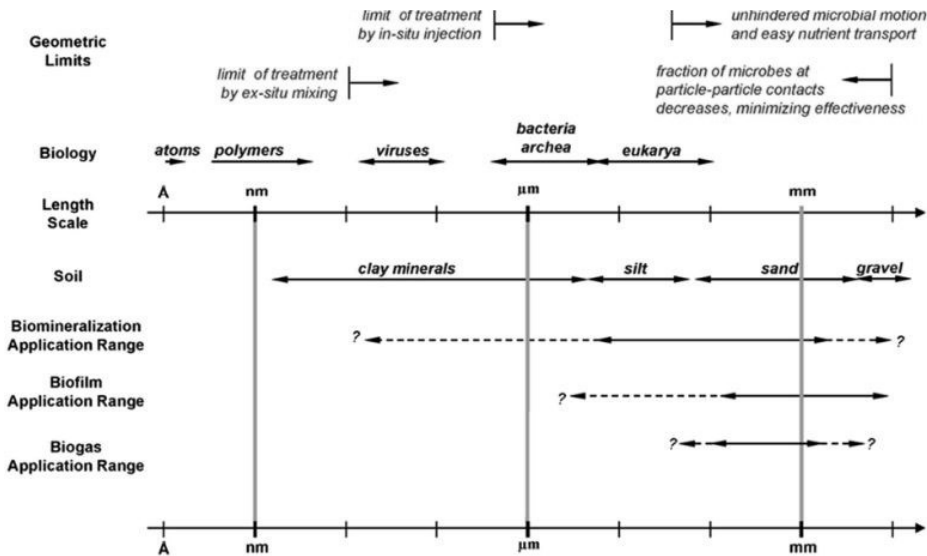 limit of treatment
by in-situ injection
unhindered microbial motion
and easy nutrient transport
Geometric
Limits
limit of treatment
by ex-situ mixing
fraction of microbes at
particle-particle contacts
decreases, minimizing effectiveness
Biology
atoms
polymers
viruses
bacteria
archea
eukarya
Length
Scale
Å
nm
µm
mm
Soil
clay minerals
silt
sand
gravel
Biomineralization
Application Range
?
?
Biofilm
Application Range
?
Biogas
Application Range
?
?
Å
nm
µm
mm